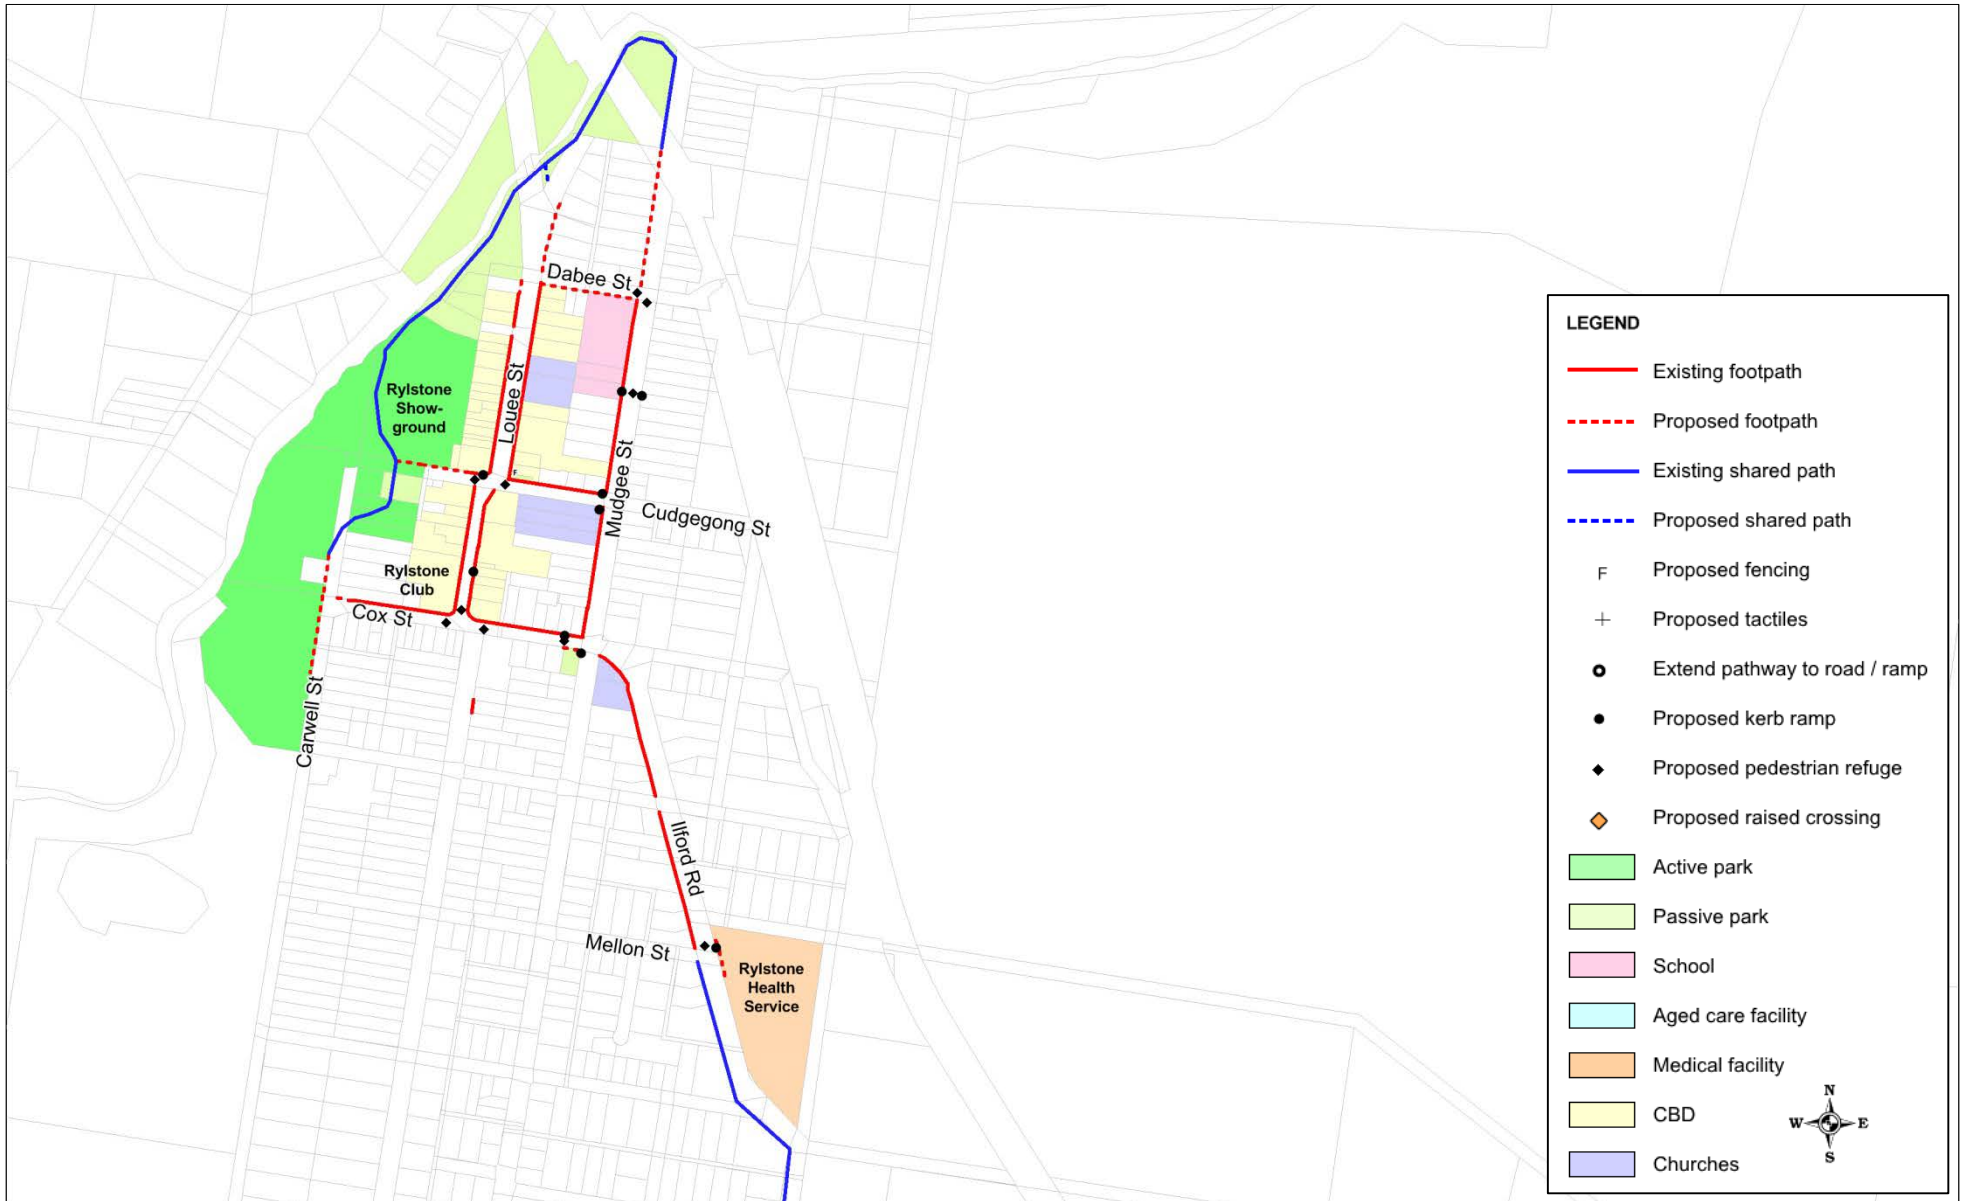 Dabee St
Rylstone
Show-
ground
Louee St
Mudgee St
F
Cudgegong St
Rylstone
Club
Cox St
Carwell St
Ilford Rd
Mellon St
Rylstone
Health
Service
LEGEND
Existing footpath
Proposed footpath
Existing shared path
Proposed shared path
F Proposed fencing
Proposed tactiles
Extend pathway to road / ramp
Proposed kerb ramp
Proposed pedestrian refuge
Proposed raised crossing
Active park
Passive park
School
Aged care facility
Medical facility
CBD
Churches
N
W E
S